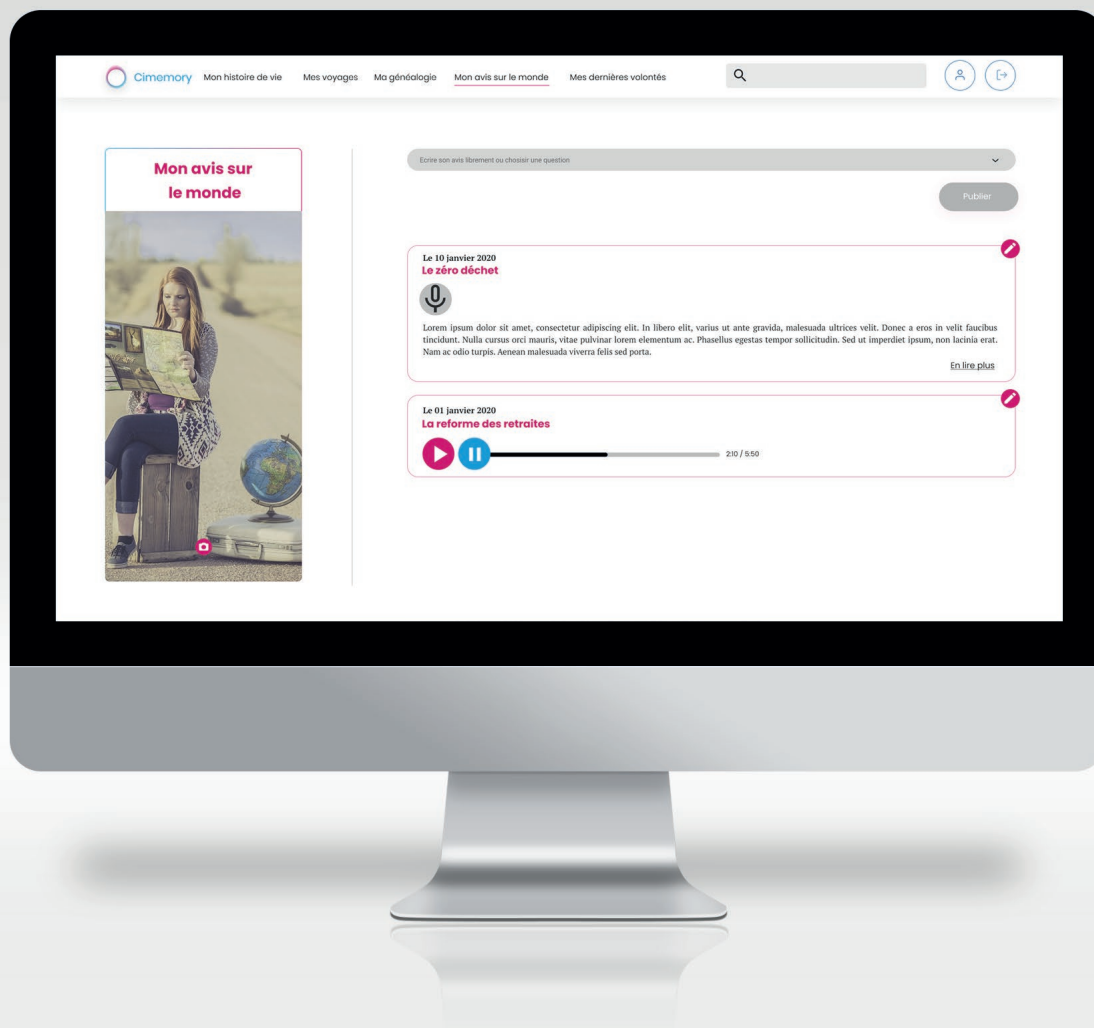 Cimemory Mon histoire de vie Mes voyages Ma généalogie Mon avis sur le monde Mes dernières volontés
Mon avis sur
le monde
Ecrire son avis librement ou choisir une question
Publier
Le 10 janvier 2020
Le zéro déchet
Lorem ipsum dolor sit amet, consectetur adipiscing elit. In libero elit, varius ut ante gravida, malesuada ultrices velit. Donec a eros in velit faucibus
tincidunt. Nulla cursus orci mauris, vitae pulvinar lorem elementum ac. Phasellus egestas tempor sollicitudin. Sed ut imperdiet ipsum, non lacinia erat.
Nam ac odio turpis. Aenean malesuada viverra felis sed porta.
En lire plus
Le 01 janvier 2020
La reforme des retraites
2:10 / 5:50